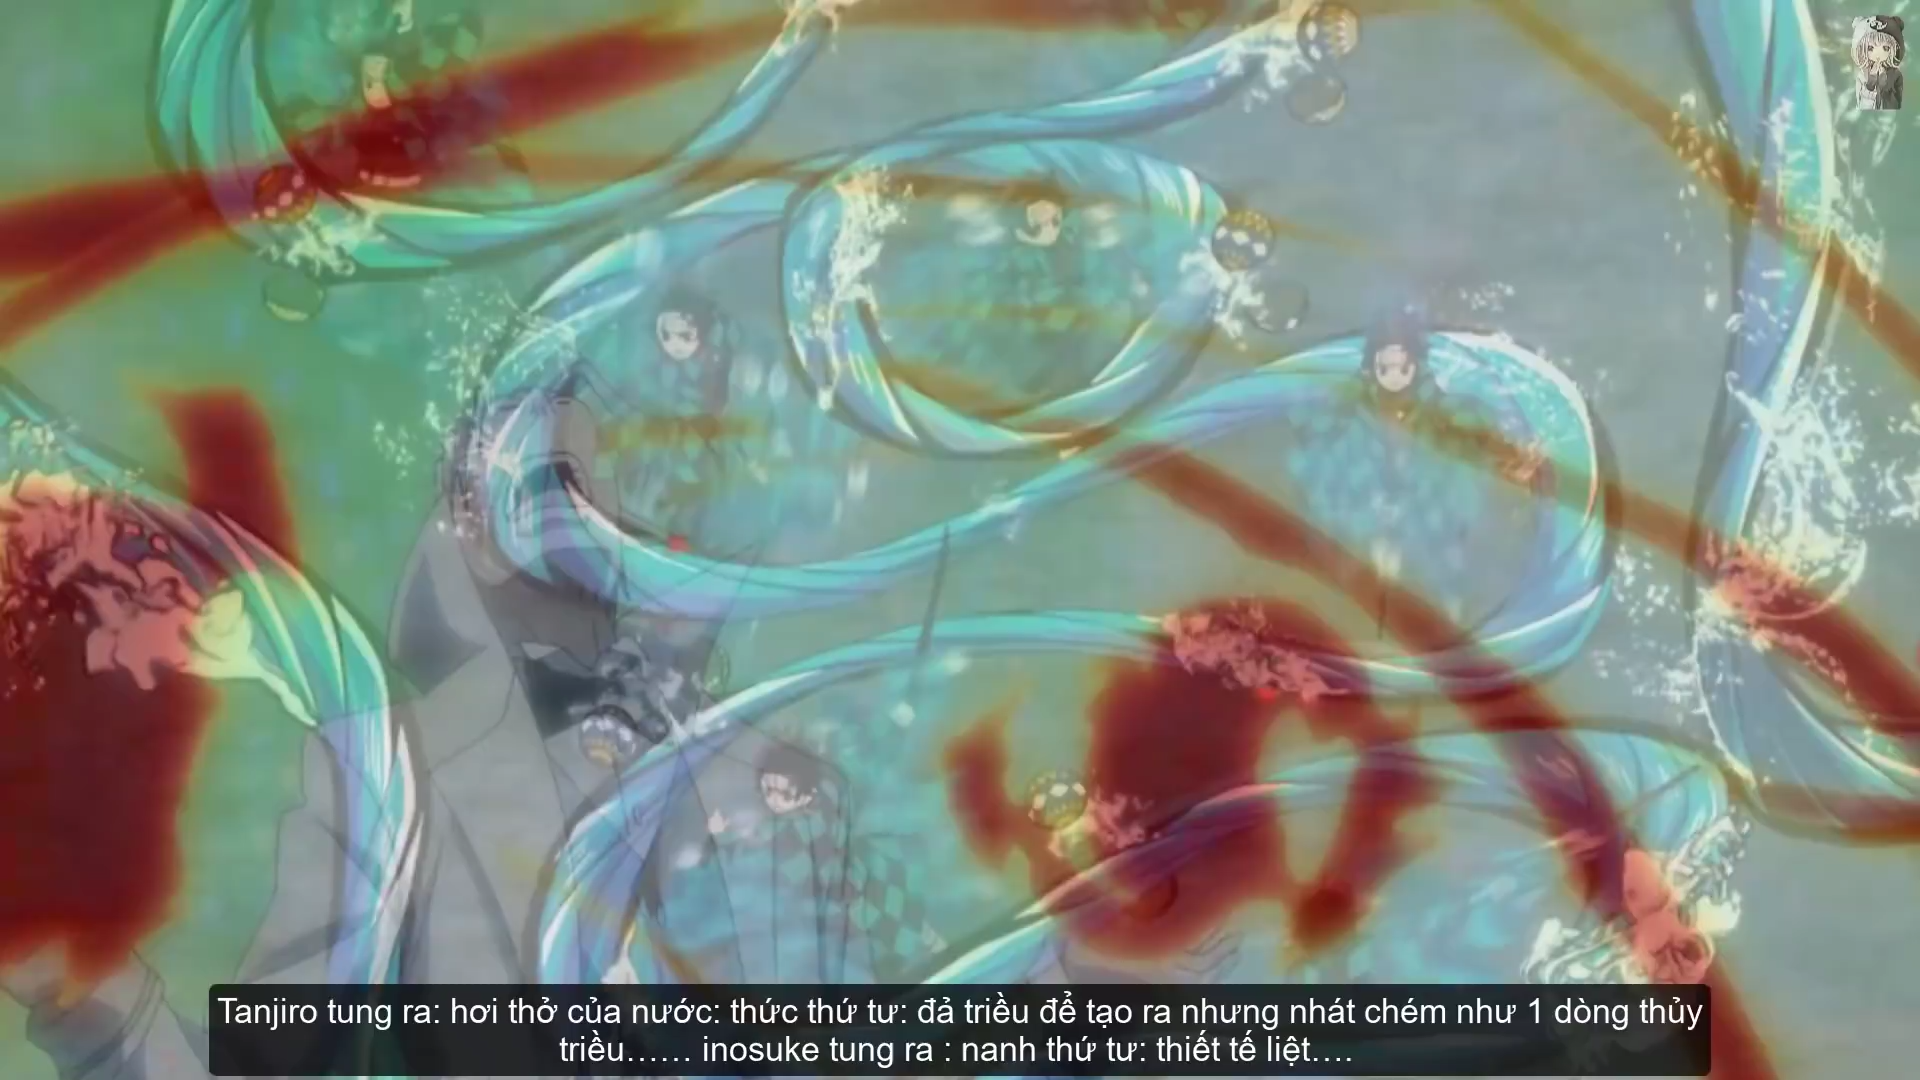 Tanjiro tung ra: hơi thở của nước: thức thứ tư: đả triều để tạo ra nhưng nhát chém như 1 dòng thủy
triều…… inosuke tung ra : nanh thứ tư: thiết tế liệt….